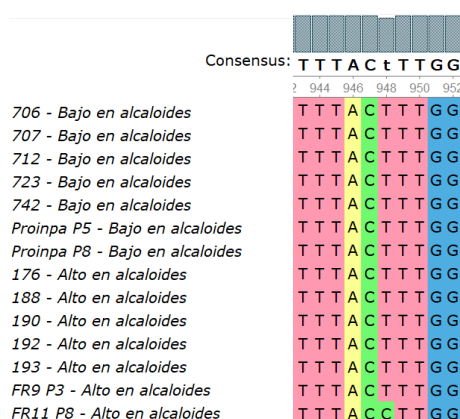 Consensus: T T T A C t T T G G
2 944 946 948 950 952
706 - Bajo en alcaloides T T T A C T T T G G
707 - Bajo en alcaloides T T T A C T T T G G
712 - Bajo en alcaloides T T T A C T T T G G
723 - Bajo en alcaloides T T T A C T T T G G
742 - Bajo en alcaloides T T T A C T T T G G
Proinpa P5 - Bajo en alcaloides T T T A C T T T G G
Proinpa P8 - Bajo en alcaloides T T T A C T T T G G
176 - Alto en alcaloides T T T A C T T T G G
188 - Alto en alcaloides T T T A C T T T G G
190 - Alto en alcaloides T T T A C T T T G G
192 - Alto en alcaloides T T T A C T T T G G
193 - Alto en alcaloides T T T A C T T T G G
FR9 P3 - Alto en alcaloides T T T A C T T T G G
FR11 P8 - Alto en alcaloides T T T A C C T T G G